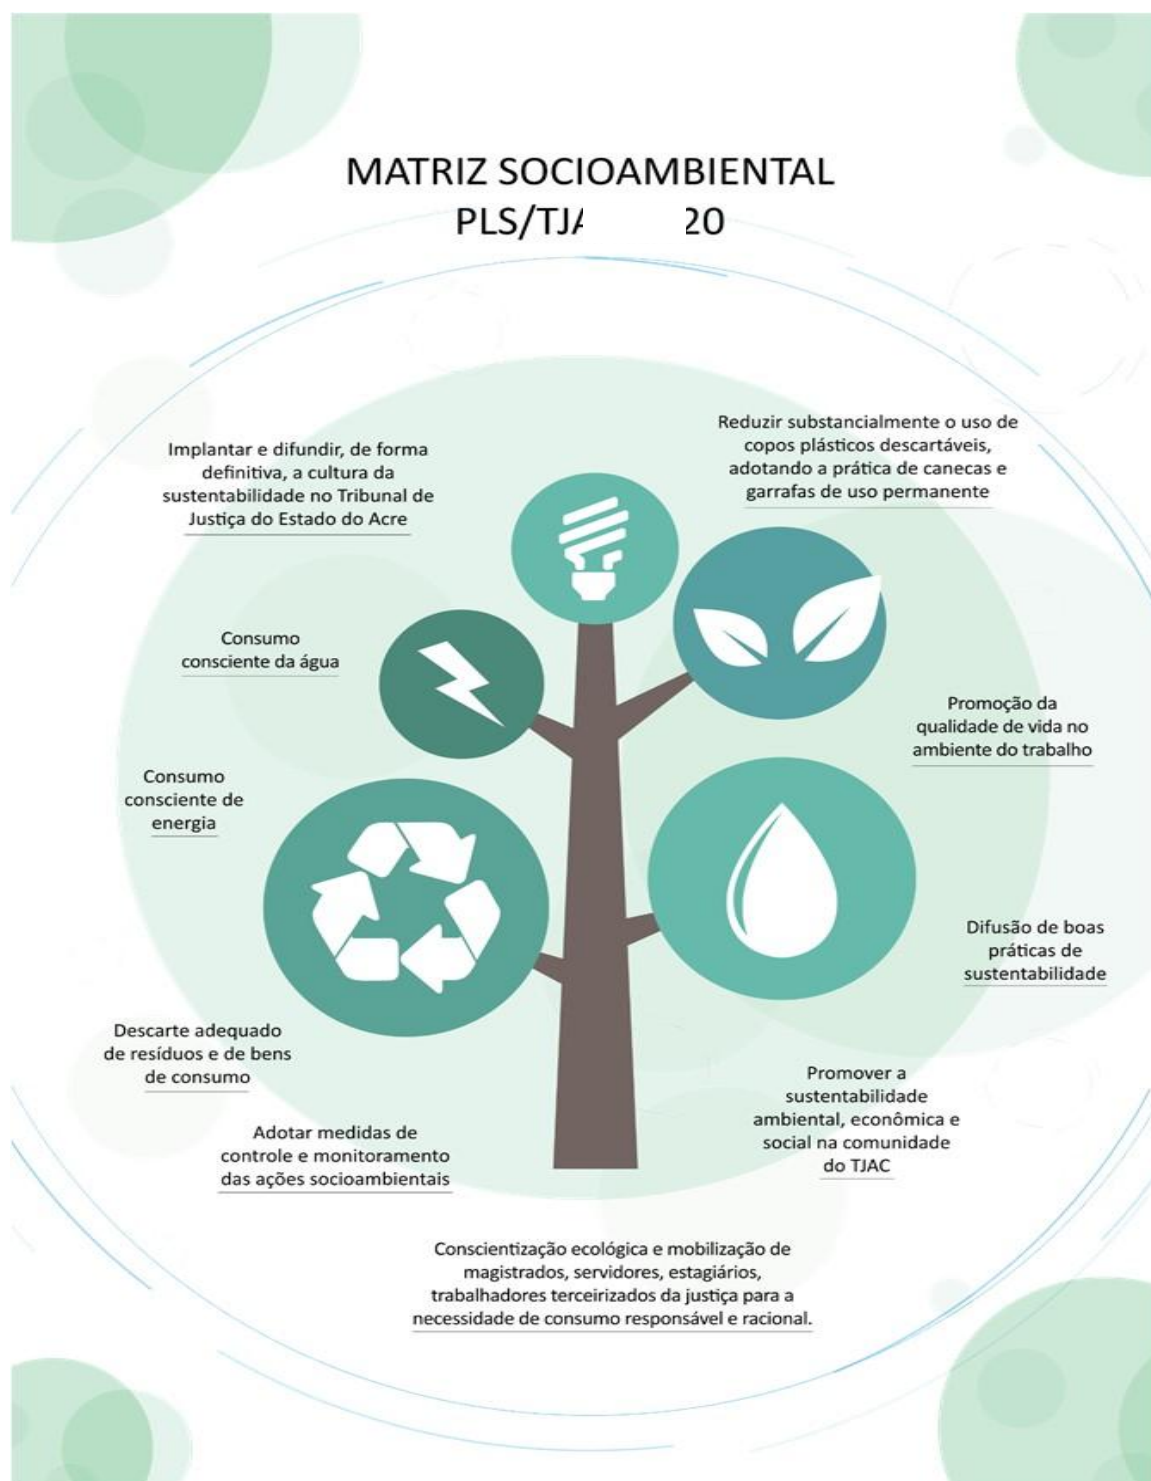 MATRIZ SOCIOAMBIENTAL
PLS/TJA 20
Implantar e difundir, de forma
definitiva, a cultura da
sustentabilidade no Tribunal de
Justiça do Estado do Acre
Reduzir substancialmente o uso de
copos plásticos descartáveis,
adotando a prática de canecas e
garrafas de uso permanente
Consumo
consciente da água
Promoção da
qualidade de vida no
ambiente do trabalho
Consumo
consciente de
energia
Difusão de boas
práticas de
sustentabilidade
Descarte adequado
de resíduos e de bens
de consumo
Promover a
sustentabilidade
ambiental, econômica e
social na comunidade
do TJAC
Adotar medidas de
controle e monitoramento
das ações socioambientais
Conscientização ecológica e mobilização de
magistrados, servidores, estagiários,
trabalhadores terceirizados da justiça para a
necessidade de consumo responsável e racional.